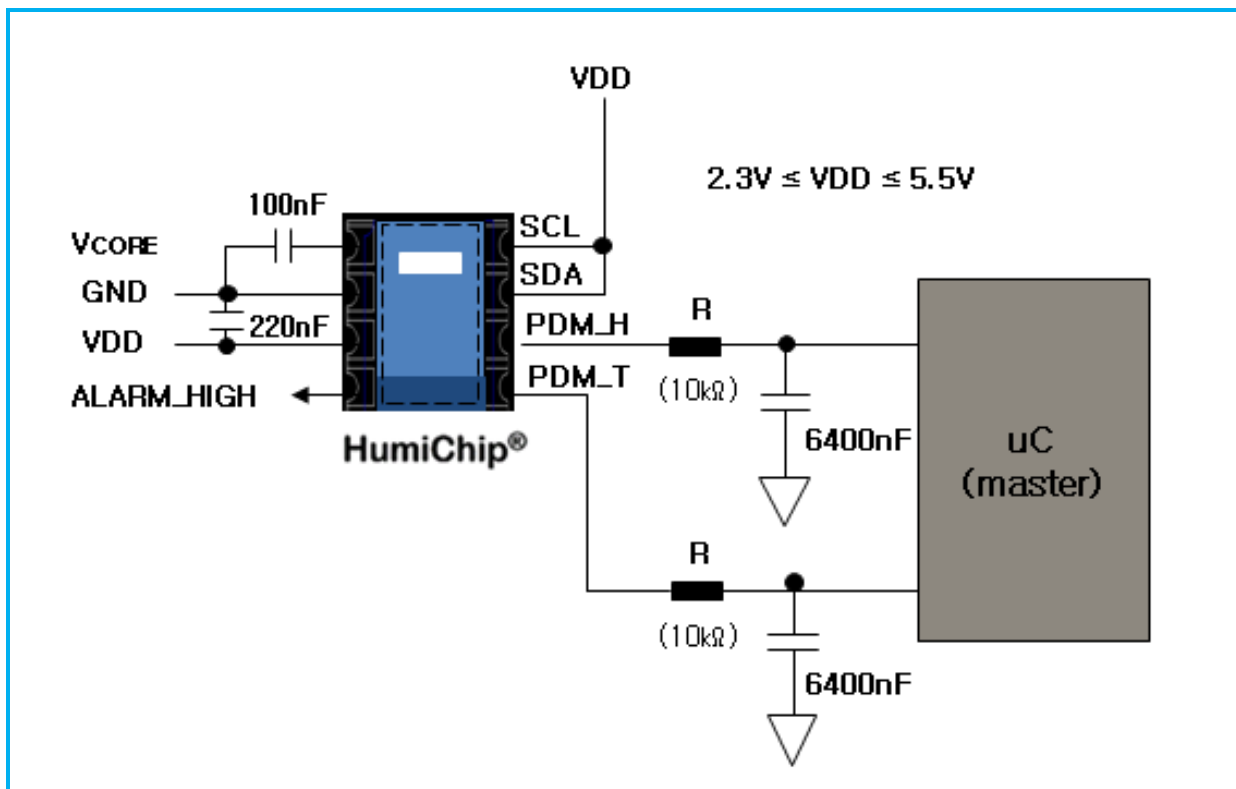 VDD
2.3V ≤ VDD ≤ 5.5V
100nF
VCORE
SCL
GND
SDA
220nF
VDD
PDM_H
R
(10kΩ)
ALARM_HIGH
PDM_T
6400nF
HumiChip®
uC
(master)
R
(10kΩ)
6400nF